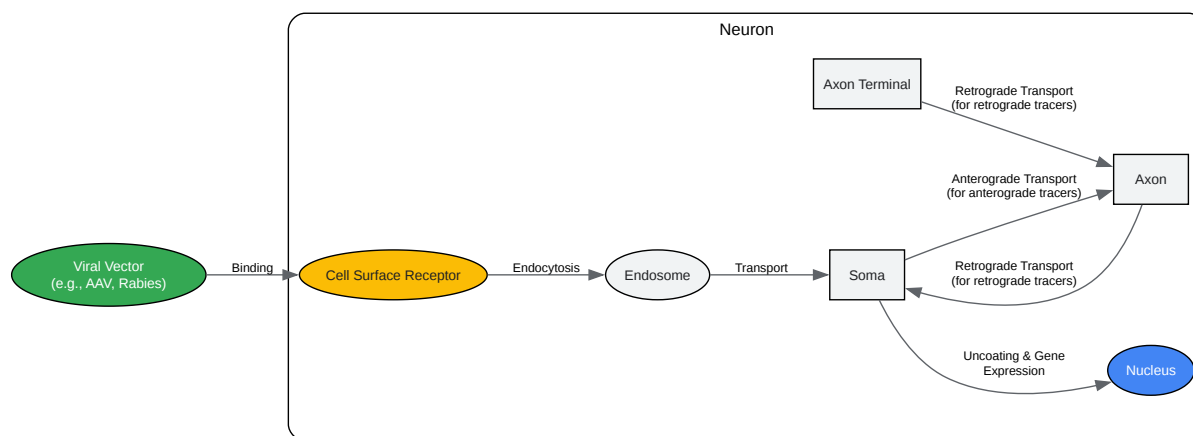 Neuron
Axon Terminal
Retrograde Transport
(for retrograde tracers)
Anterograde Transport
(for anterograde tracers)
Axon
Viral Vector
(e.g., AAV, Rabies)
Binding
Cell Surface Receptor
Endocytosis
Endosome
Transport
Soma
Retrograde Transport
(for retrograde tracers)
Uncoating & Gene
Expression
Nucleus